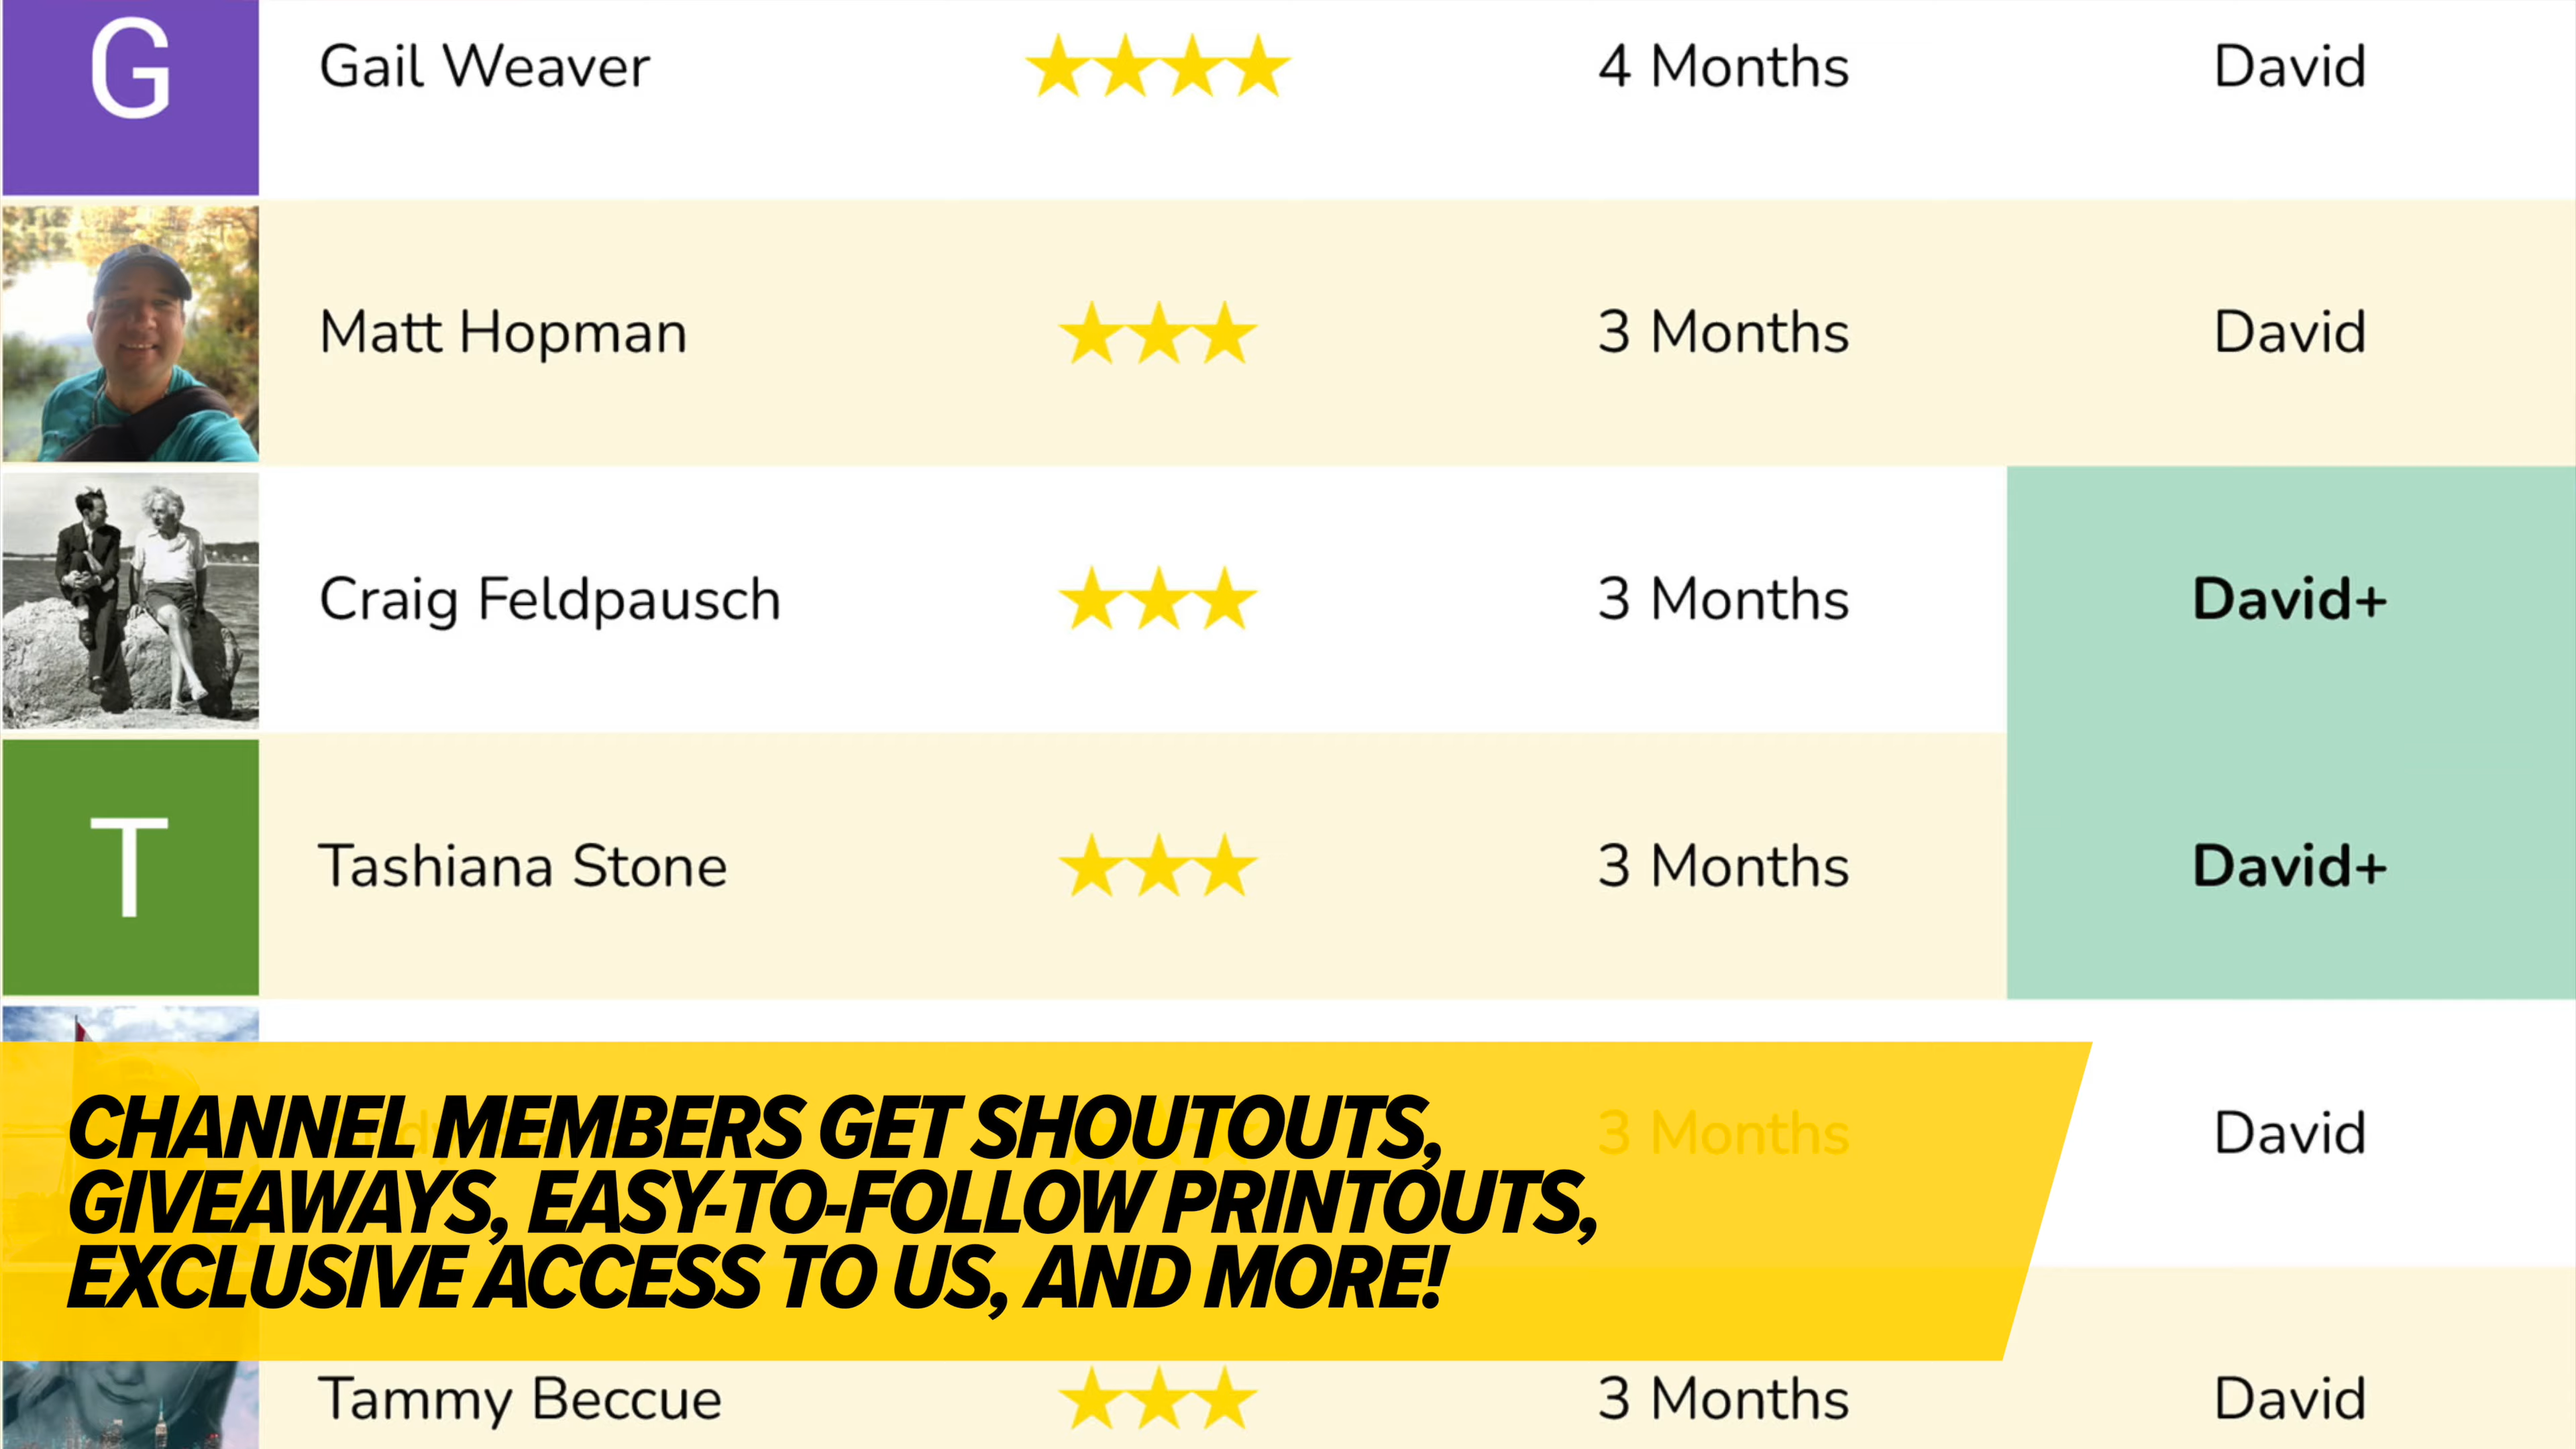 G Gail Weaver 4 Months David
Matt Hopman 3 Months David
Craig Feldpausch 3 Months David+
T Tashiana Stone 3 Months David+
3 Months David
CHANNEL MEMBERS GET SHOUTOUTS,
GIVEAWAYS, EASY-TO-FOLLOW PRINTOUTS,
EXCLUSIVE ACCESS TO US, AND MORE!
Tammy Beccue 3 Months David